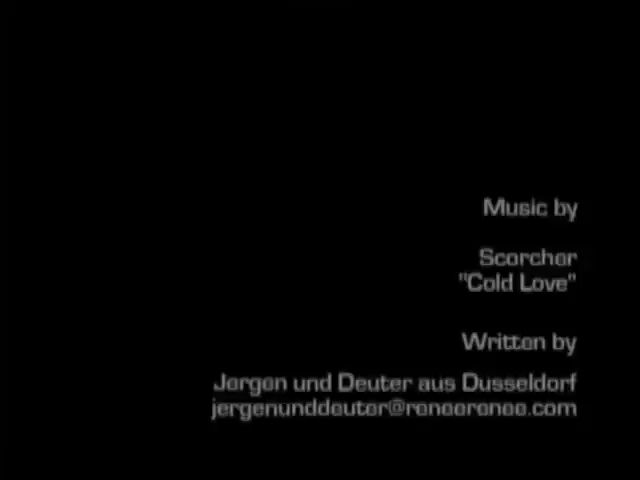 Music by
Scorcher
"Cold Love"
Written by
Jergen und Deuter aus Dusseldorf
jergenunddeuter@reneerenee.com